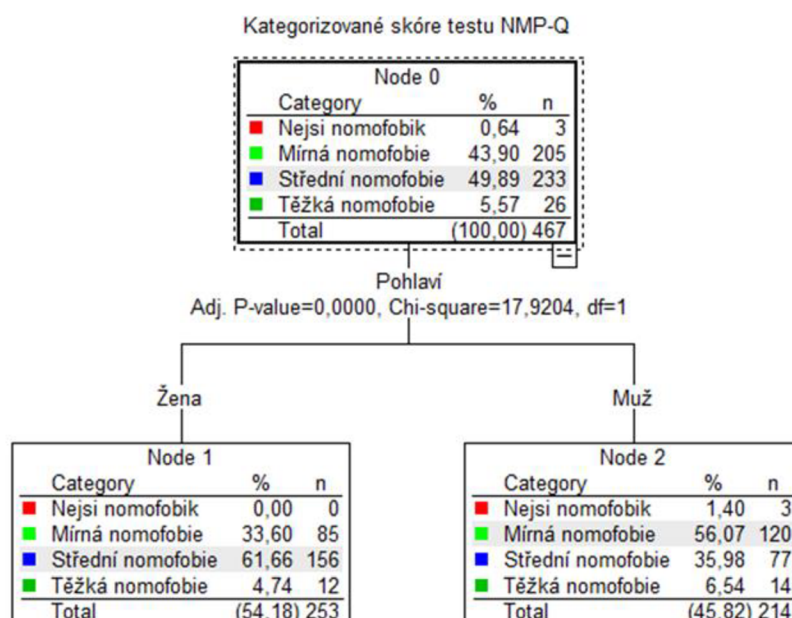 Kategorizované skóre testu NMP-Q
Node 0
Category % n
Nejsi nomofobik 0,64 3
Mírná nomofobie 43,90 205
Střední nomofobie 49,89 233
Těžká nomofobie 5,57 26
Total (100,00) 467
Pohlaví
Adj. P-value=0,0000, Chi-square=17,9204, df=1
Žena
Muž
Node 1
Category % n
Nejsi nomofobik 0,00 0
Mírná nomofobie 33,60 85
Střední nomofobie 61,66 156
Těžká nomofobie 4,74 12
Total (54,18) 253
Node 2
Category % n
Nejsi nomofobik 1,40 3
Mírná nomofobie 56,07 120
Střední nomofobie 35,98 77
Těžká nomofobie 6,54 14
Total (45,82) 214